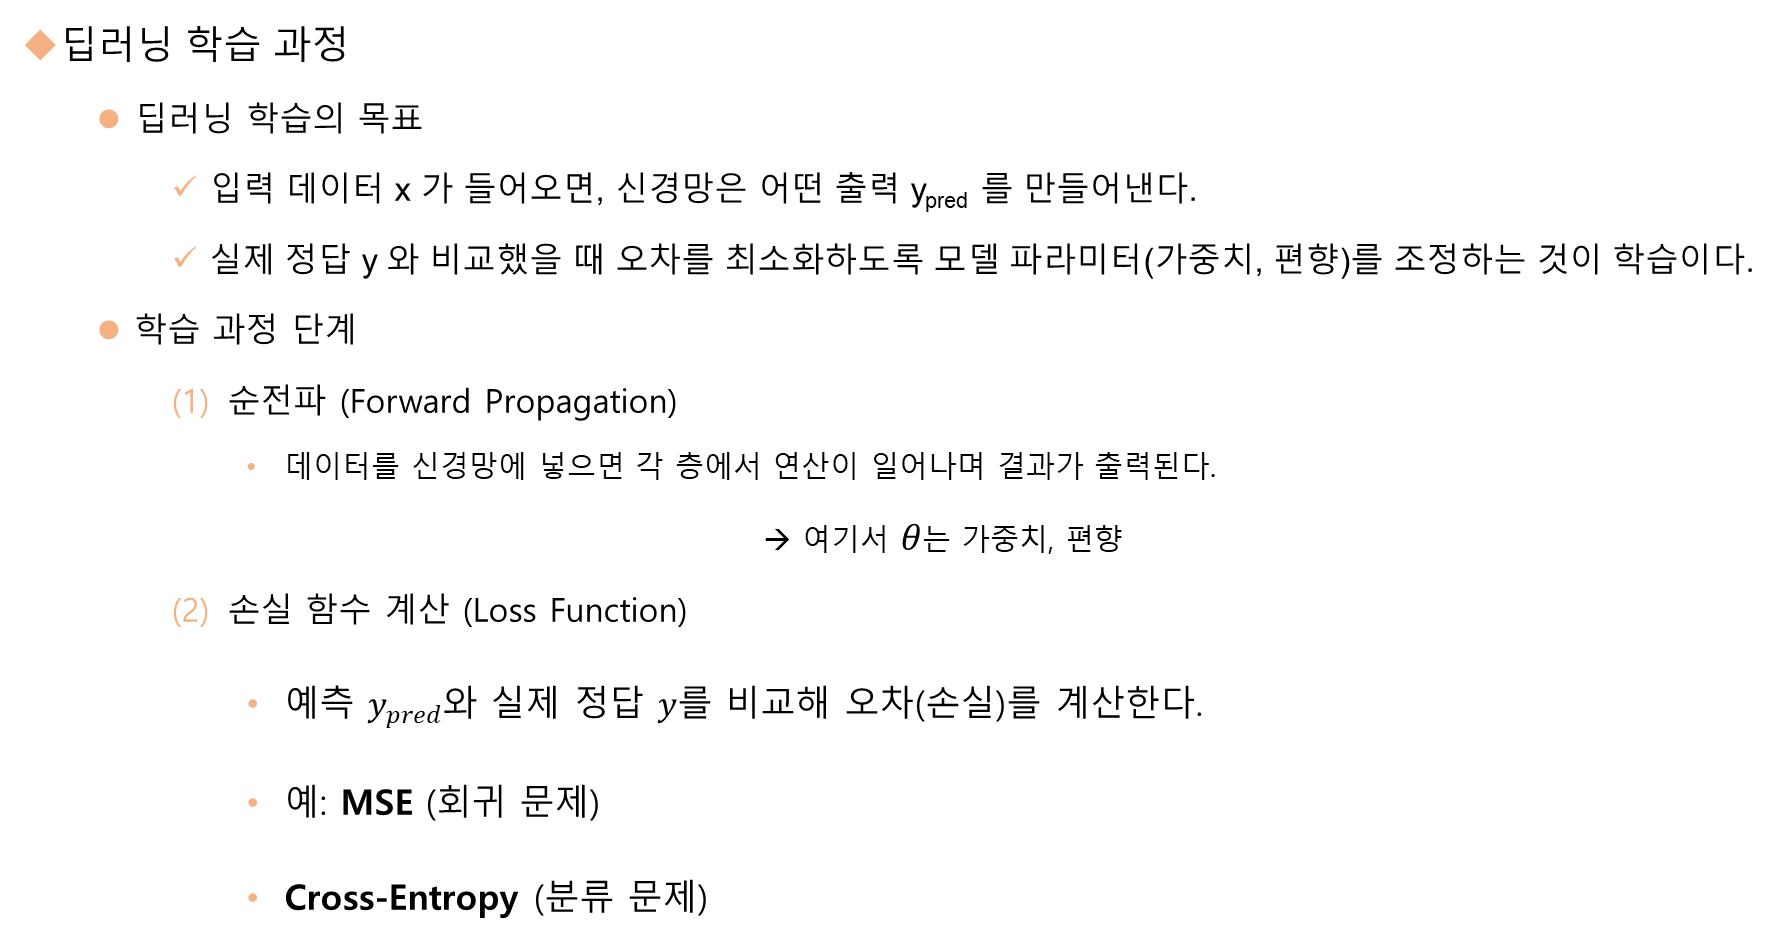 ◆딥러닝 학습 과정
● 딥러닝 학습의 목표
✓ 입력 데이터 x 가 들어오면, 신경망은 어떤 출력 ypred 를 만들어낸다.
✓ 실제 정답 y 와 비교했을 때 오차를 최소화하도록 모델 파라미터(가중치, 편향)를 조정하는 것이 학습이다.
● 학습 과정 단계
(1) 순전파 (Forward Propagation)
• 데이터를 신경망에 넣으면 각 층에서 연산이 일어나며 결과가 출력된다.
→ 여기서 θ는 가중치, 편향
(2) 손실 함수 계산 (Loss Function)
• 예측 ypred와 실제 정답 y를 비교해 오차(손실)를 계산한다.
• 예: MSE (회귀 문제)
• Cross-Entropy (분류 문제)